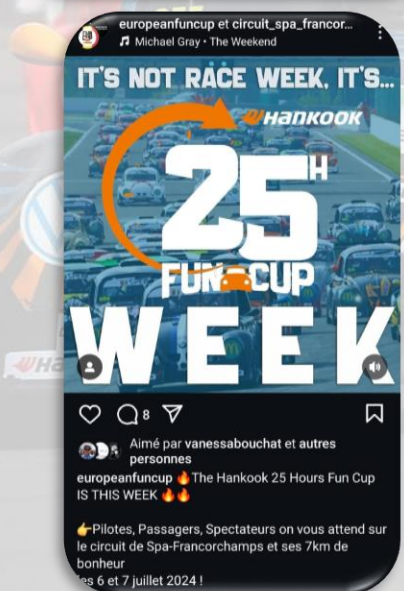 europeanfuncup et circuit_spa_francor...
Michael Gray • The Weekend
IT'S NOT RACE WEEK, IT'S...
HANKOOK
25H
FUN CUP
WEEK
8
Aimé par vanessabouchat et autres
personnes
europeanfuncup 🔥The Hankook 25 Hours Fun Cup
IS THIS WEEK 🔥🔥
👉Pilotes, Passagers, Spectateurs on vous attend sur
le circuit de Spa-Francorchamps et ses 7km de
bonheur
es 6 et 7 juillet 2024 !